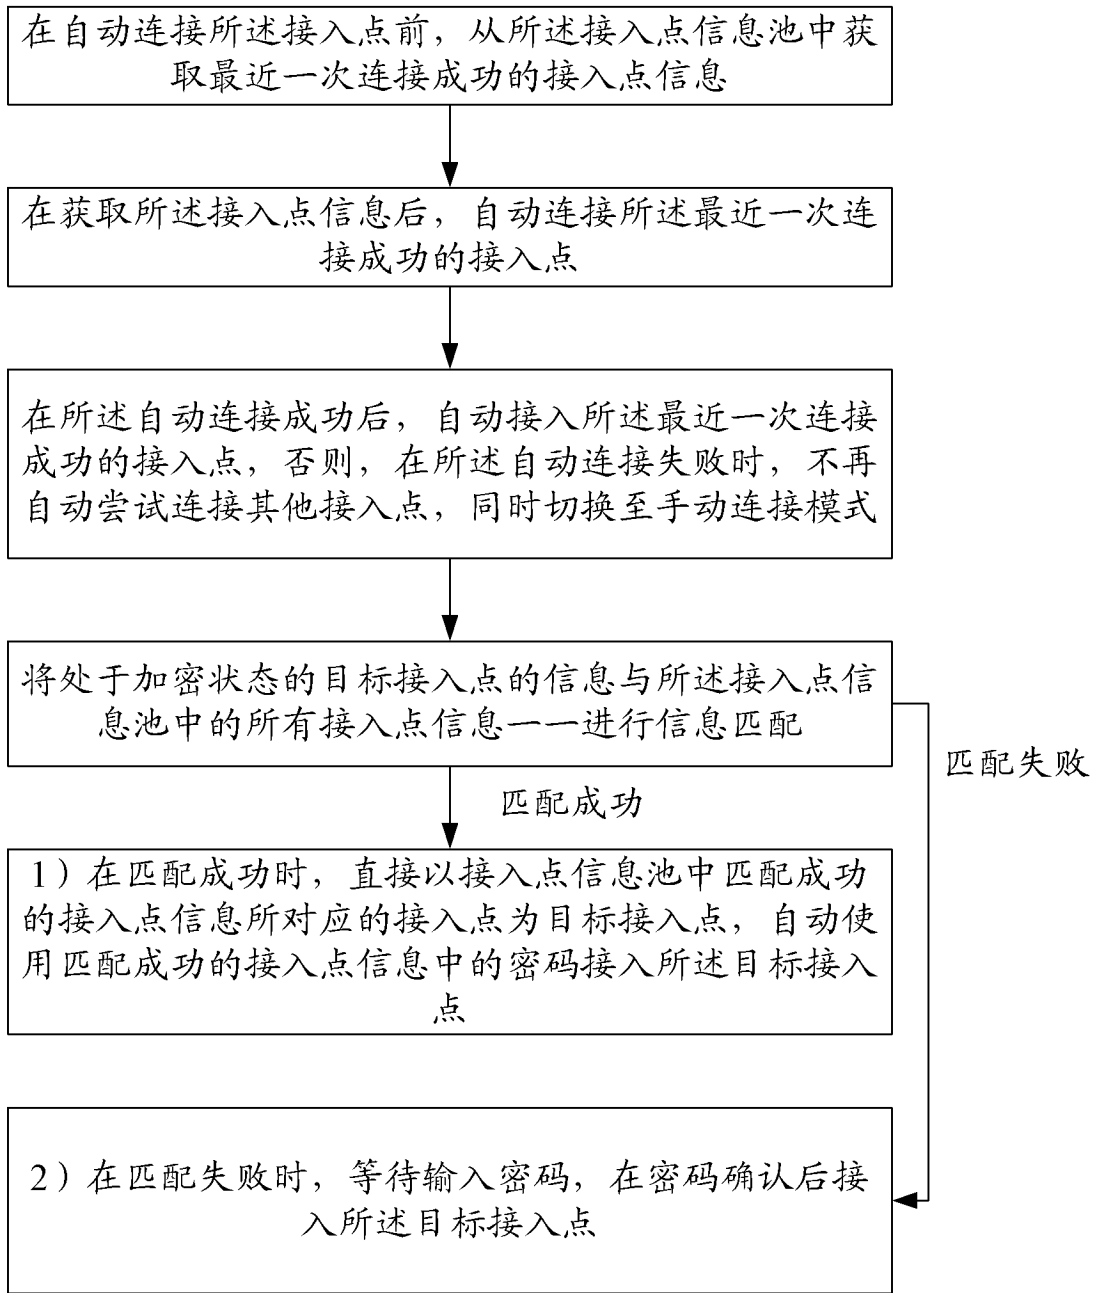 在自动连接所述接入点前，从所述接入点信息池中获
取最近一次连接成功的接入点信息
在获取所述接入点信息后，自动连接所述最近一次连
接成功的接入点
在所述自动连接成功后，自动接入所述最近一次连接
成功的接入点，否则，在所述自动连接失败时，不再
自动尝试连接其他接入点，同时切换至手动连接模式
将处于加密状态的目标接入点的信息与所述接入点信
息池中的所有接入点信息一一进行信息匹配
匹配失败
匹配成功
1）在匹配成功时，直接以接入点信息池中匹配成功
的接入点信息所对应的接入点为目标接入点，自动使
用匹配成功的接入点信息中的密码接入所述目标接入
点
2）在匹配失败时，等待输入密码，在密码确认后接
入所述目标接入点